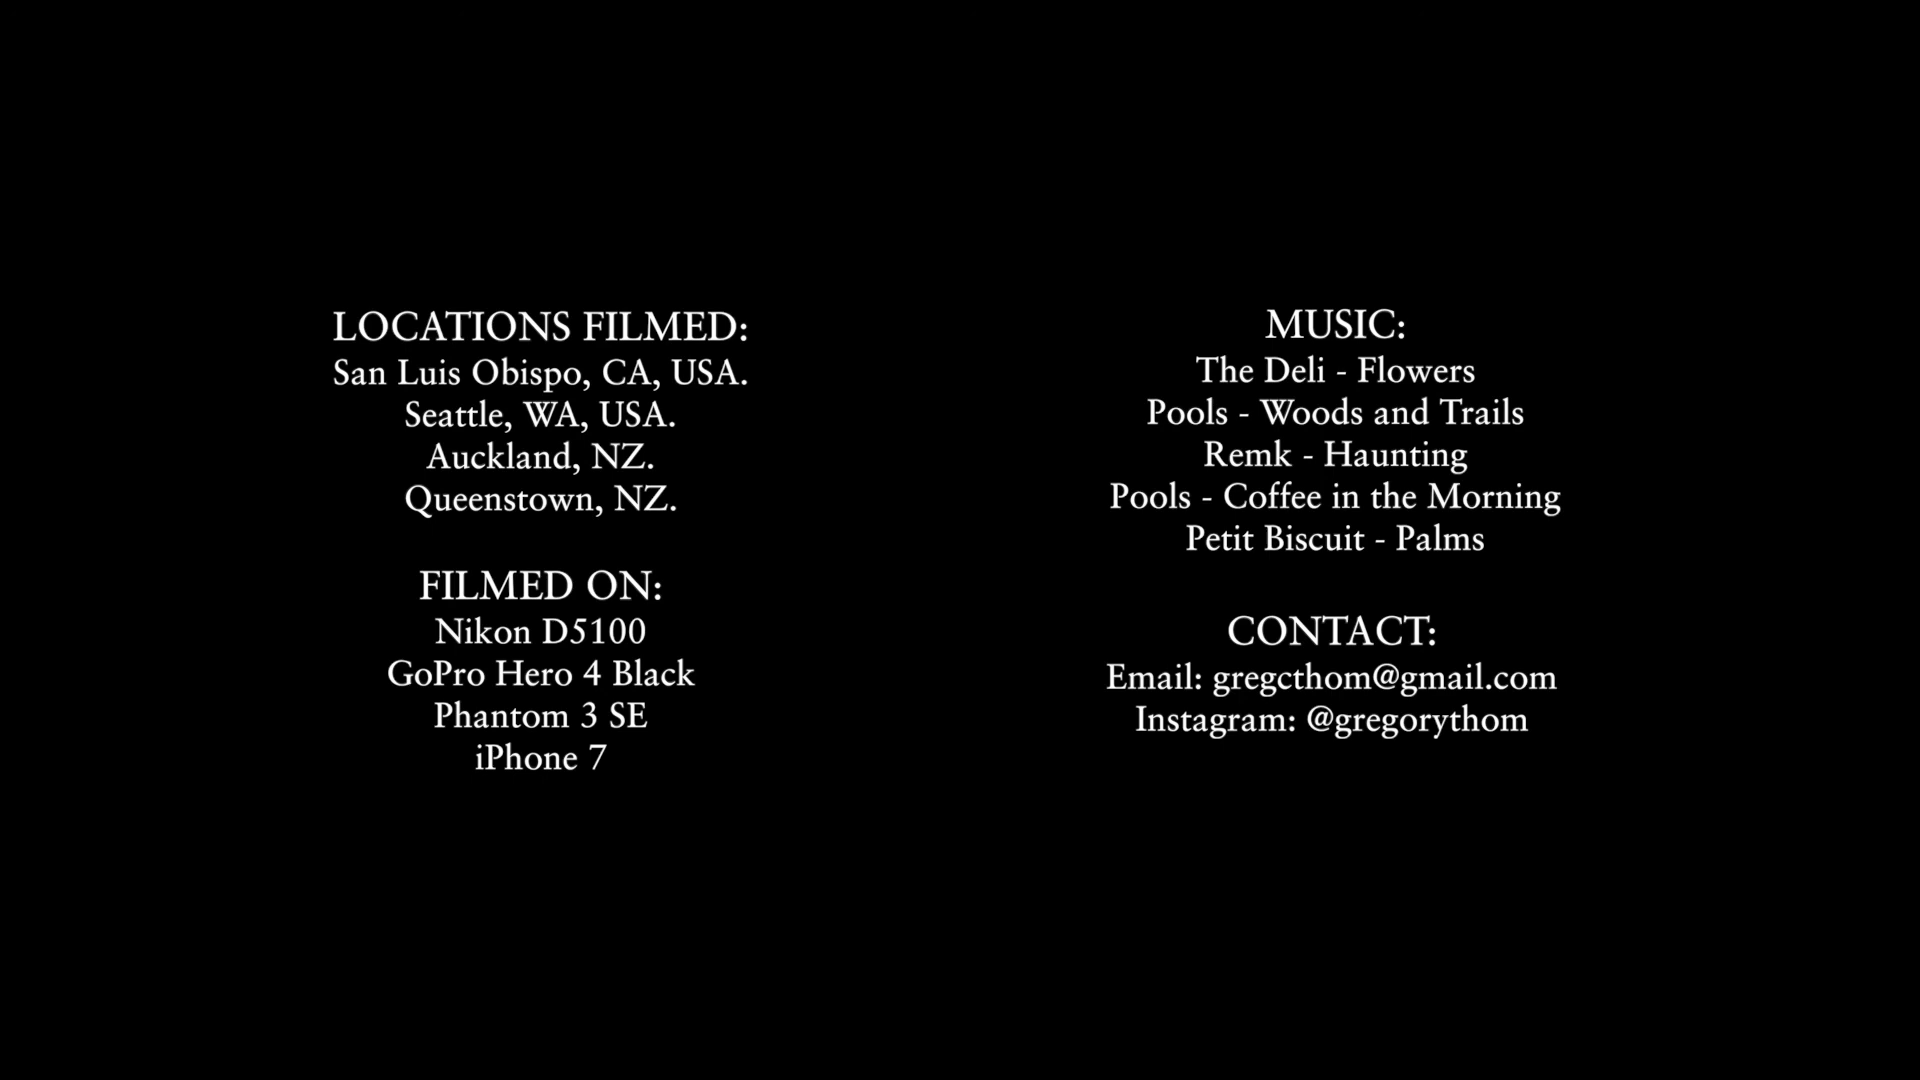 LOCATIONS FILMED:
San Luis Obispo, CA, USA.
Seattle, WA, USA.
Auckland, NZ.
Queenstown, NZ.
FILMED ON:
Nikon D5100
GoPro Hero 4 Black
Phantom 3 SE
iPhone 7
MUSIC:
The Deli - Flowers
Pools - Woods and Trails
Remk - Haunting
Pools - Coffee in the Morning
Petit Biscuit - Palms
CONTACT:
Email: gregcthom@gmail.com
Instagram: @gregorythom